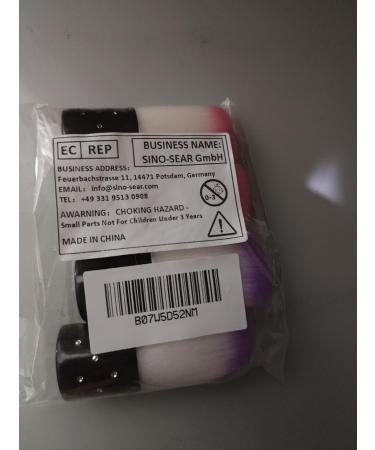 EC REP
BUSINESS NAME:
SINO-SEAR GmbH
BUSINESS ADDRESS:
Feuerbachstrasse 11, 14471 Potsdam, Germany
EMAIL: info@sino-sear.com
TEL: +49 331 9513 0908
AWARNING: CHOKING HAZARD -
Small Parts Not For Children Under 3 Years
0-3
MADE IN CHINA
B07W5D52NM